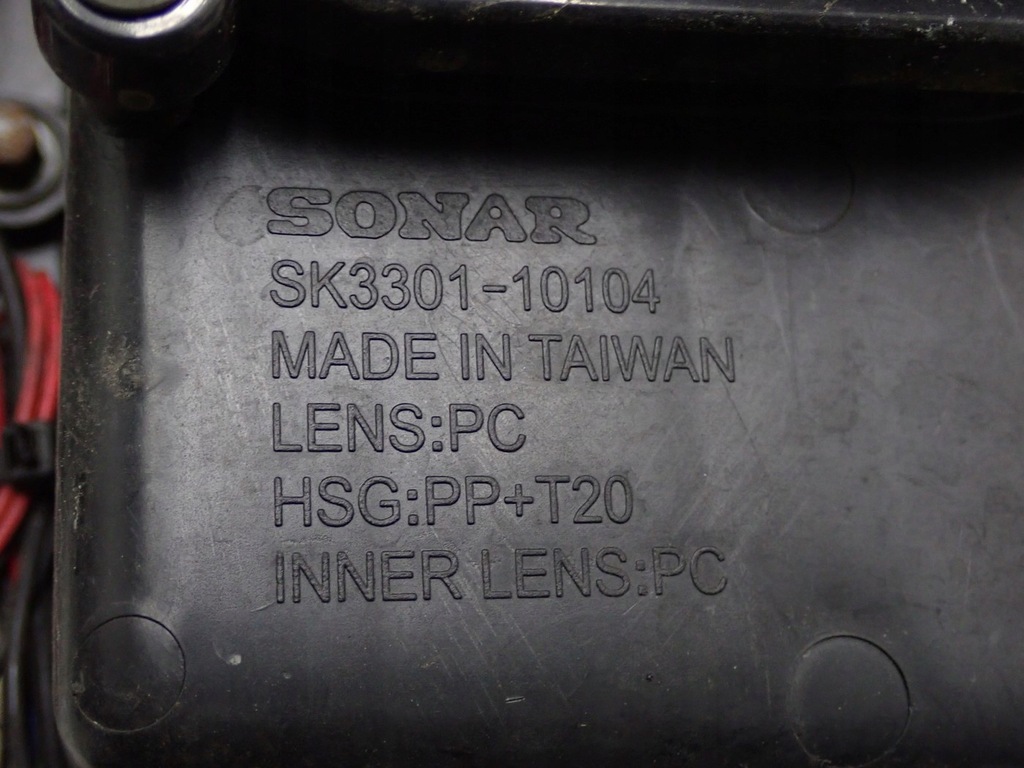 SONAR
SK3301-10104
MADE IN TAIWAN
LENS:PC
HSG:PP+T20
INNER LENS:PC